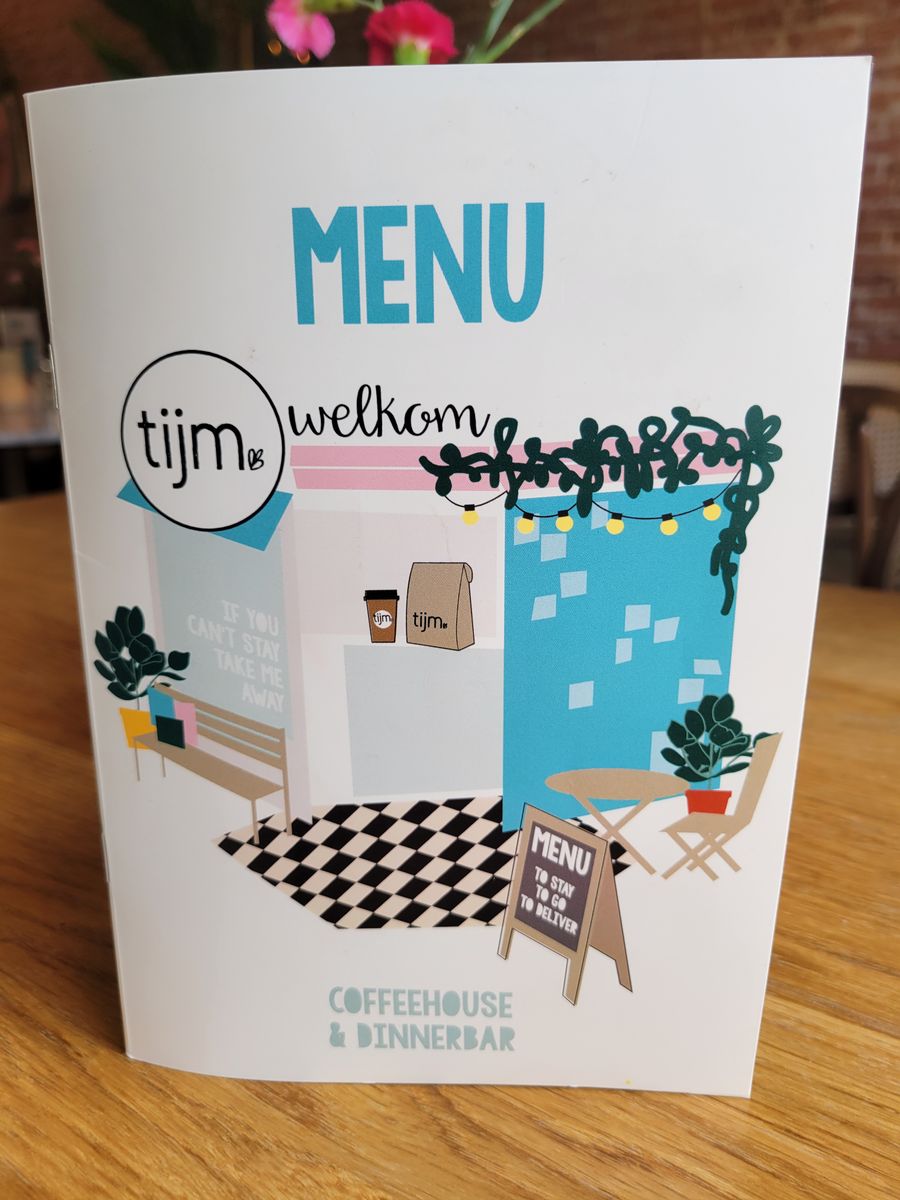 MENU
tijm
welkom
tijm
tijm
IF YOU
CAN'T STAY
TAKE ME
AWAY
MENU
TO STAY
TO GO
TO DELIVER
COFFEEHOUSE
& DINNERBAR